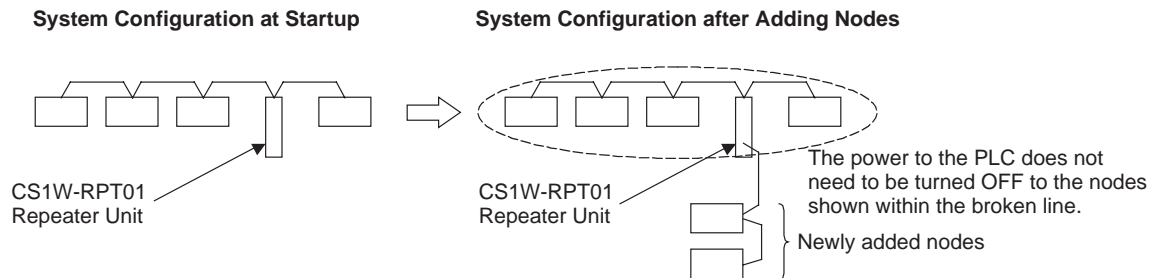 System Configuration at Startup
System Configuration after Adding Nodes
CS1W-RPT01
Repeater Unit
CS1W-RPT01
Repeater Unit
The power to the PLC does not
need to be turned OFF to the nodes
shown within the broken line.
Newly added nodes